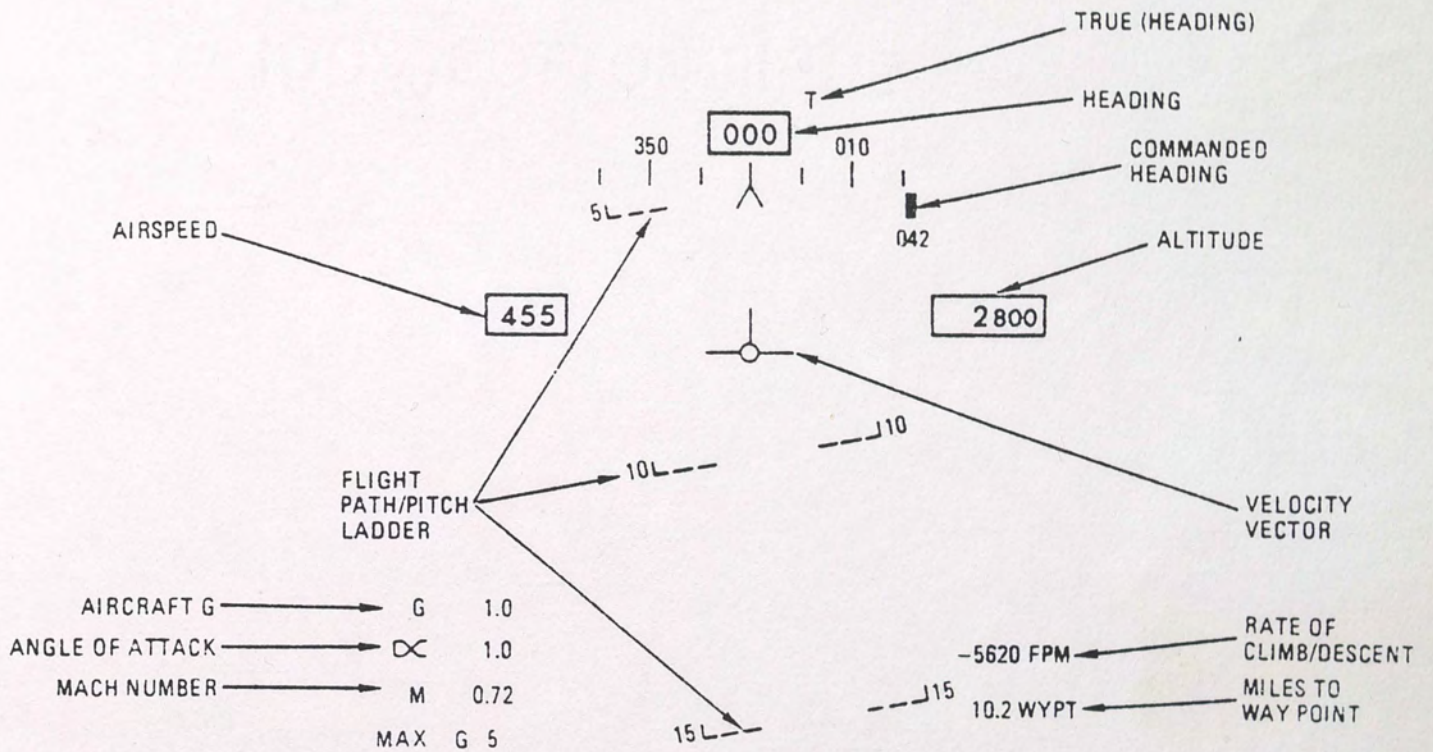 TRUE (HEADING)
T
HEADING
000
350
010
COMMANDED
HEADING
5
042
AIRSPEED
ALTITUDE
455
2800
10
10
FLIGHT
PATH/PITCH
LADDER
VELOCITY
VECTOR
AIRCRAFT G
G 1.0
ANGLE OF ATTACK
∝ 1.0
MACH NUMBER
M 0.72
MAX G 5
-5620 FPM
RATE OF
CLIMB/DESCENT
15
15
10.2 WYPT
MILES TO
WAY POINT